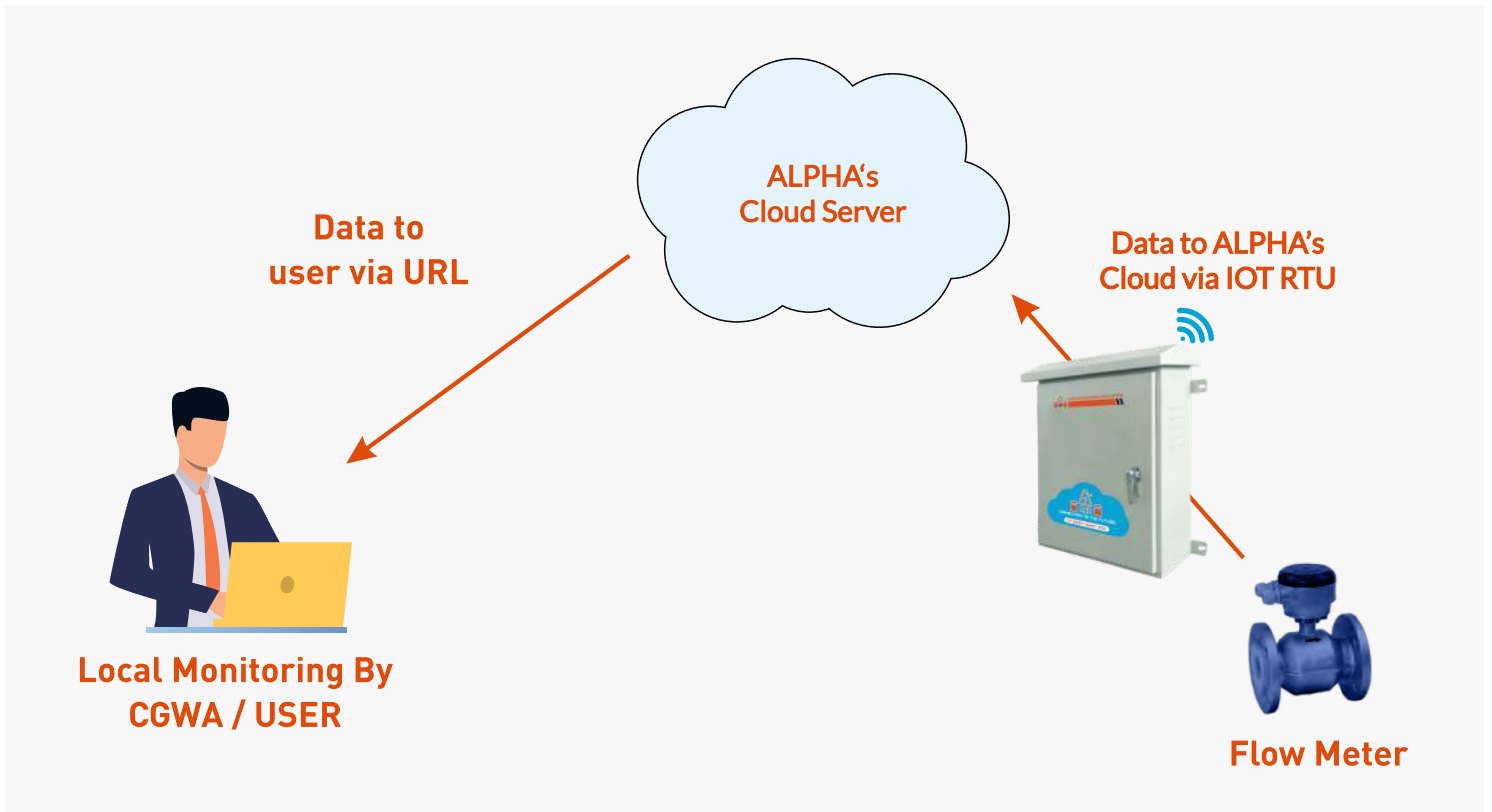 ALPHA‘s
Cloud Server
Data to
user via URL
Data to ALPHA’s
Cloud via IOT RTU
Local Monitoring By
CGWA / USER
Flow Meter